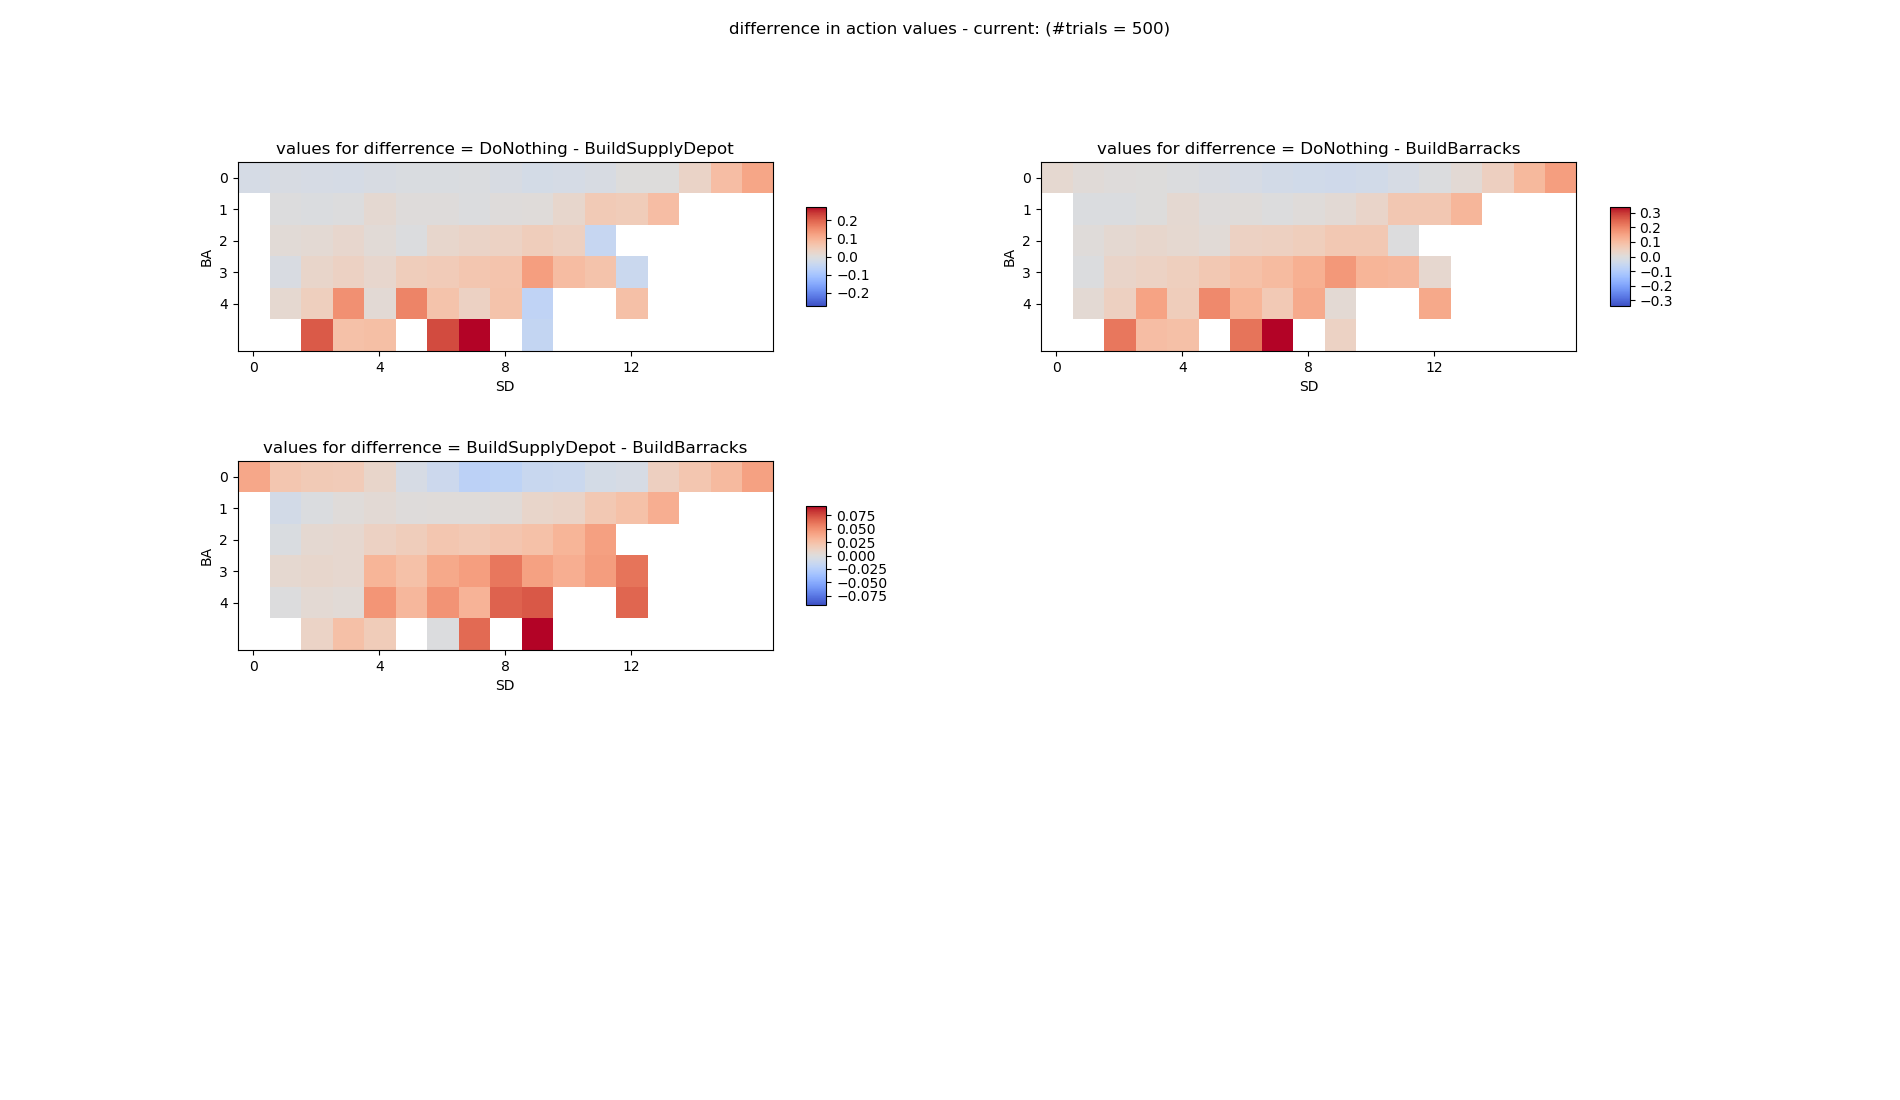 differrence in action values - current: (#trials = 500)
values for differrence = DoNothing - BuildSupplyDepot
0
1
2
3
4
BA
0 4 8 12
SD
0.2
0.1
0.0
−0.1
−0.2
values for differrence = DoNothing - BuildBarracks
0
1
2
3
4
BA
0 4 8 12
SD
0.3
0.2
0.1
0.0
−0.1
−0.2
−0.3
values for differrence = BuildSupplyDepot - BuildBarracks
0
1
2
3
4
BA
0 4 8 12
SD
0.075
0.050
0.025
0.000
−0.025
−0.050
−0.075